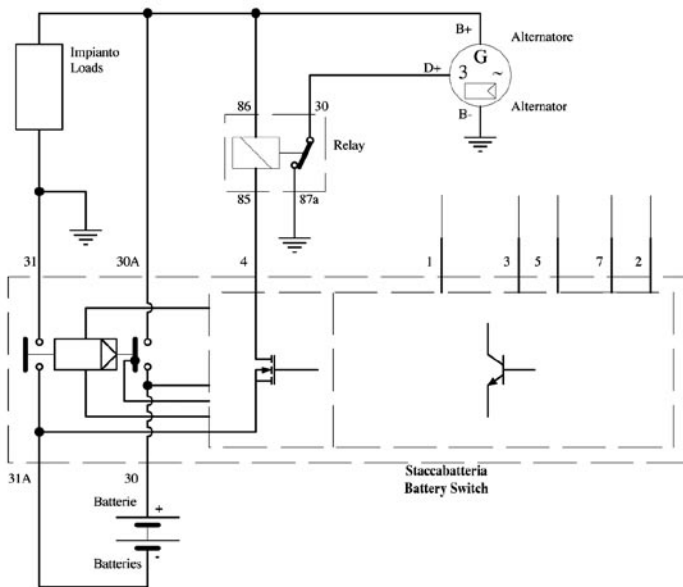 B+
Alternatore
Impianto
Loads
G
D+
3 ~
86
30
B-
Alternator
Relay
85
87a
31
30A
4
1
3
5
7
2
31A
30
Staccabatteria
Battery Switch
Batterie
+
Batteries
-